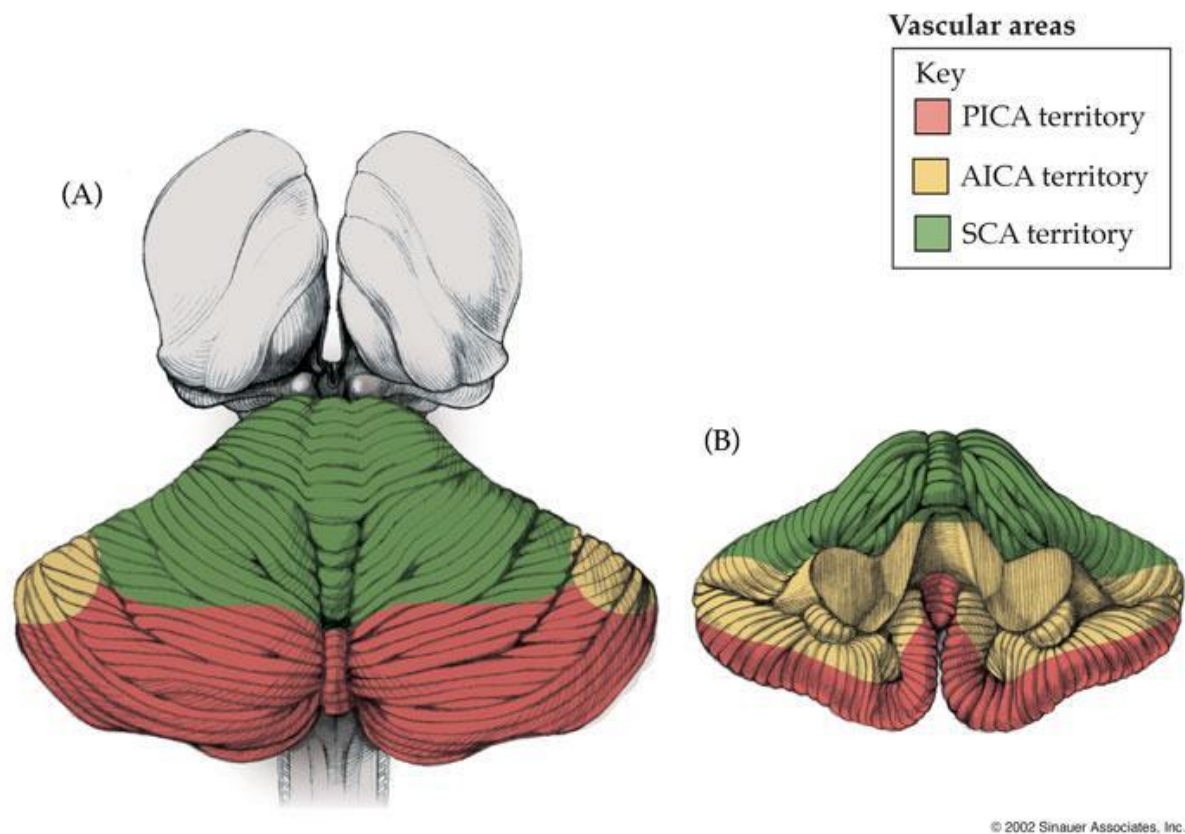 Vascular areas
Key
PICA territory
AICA territory
SCA territory
(A)
(B)
© 2002 Sinauer Associates, Inc.